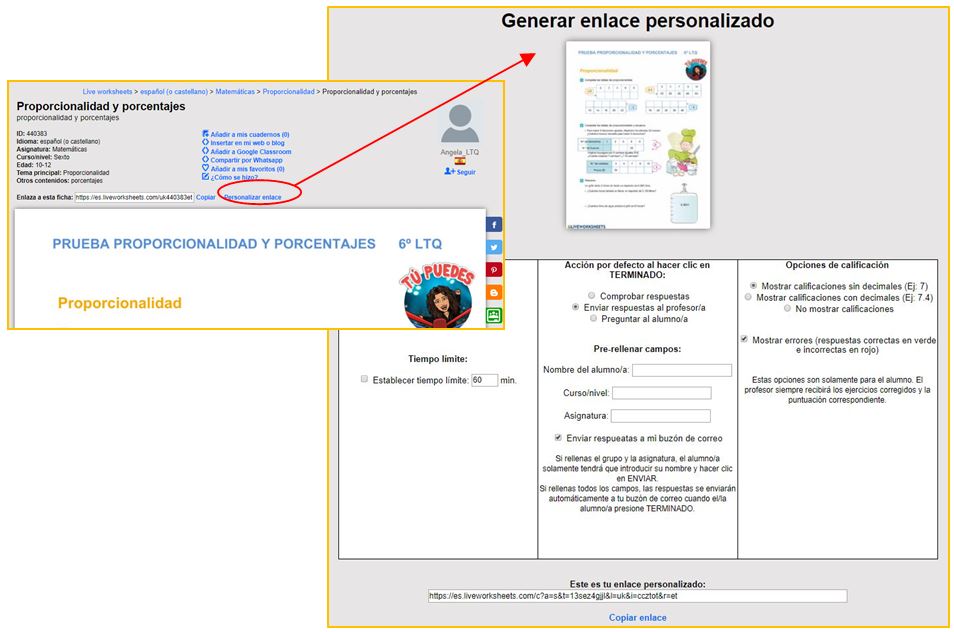 Generar enlace personalizado
PRUEBA PROPORCIONALIDAD Y PORCENTAJES 6º LTQ
Proporcionalidad
LIVEWORKSHEETS
Live worksheets > español (o castellano) > Matemáticas > Proporcionalidad > Proporcionalidad y porcentajes
Proporcionalidad y porcentajes
proporcionalidad y porcentajes
ID: 440383
Idioma: español (o castellano)
Asignatura: Matemáticas
Curso/nivel: Sexto
Edad: 10-12
Tema principal: Proporcionalidad
Otros contenidos: porcentajes
Añadir a mis cuadernos (0)
Insertar en mi web o blog
Añadir a Google Classroom
Compartir por Whatsapp
Añadir a mis favoritos (0)
¿Cómo se hizo?
Angela_LTQ
Seguir
Enlaza a esta ficha: https://es.liveworksheets.com/uk440383et Copiar Personalizar enlace
PRUEBA PROPORCIONALIDAD Y PORCENTAJES 6º LTQ
TÚ PUEDES
Proporcionalidad
Tiempo límite:
Establecer tiempo límite: 60 min.
Acción por defecto al hacer clic en
TERMINADO:
Comprobar respuestas
Enviar respuestas al profesor/a
Preguntar al alumno/a
Pre-rellenar campos:
Nombre del alumno/a:
Curso/nivel:
Asignatura:
Enviar respueatas a mi buzón de correo
Si rellenas el grupo y la asignatura, el alumno/a
solamente tendrá que introducir su nombre y hacer clic
en ENVIAR.
Si rellenas todos los campos, las respuestas se enviarán
automáticamente a tu buzón de correo cuando el/la
alumno/a presione TERMINADO.
Opciones de calificación
Mostrar calificaciones sin decimales (Ej: 7)
Mostrar calificaciones con decimales (Ej: 7.4)
No mostrar calificaciones
Mostrar errores (respuestas correctas en verde
e incorrectas en rojo)
Estas opciones son solamente para el alumno. El
profesor siempre recibirá los ejercicios corregidos y la
puntuación correspondiente.
Este es tu enlace personalizado:
https://es.liveworksheets.com/c?a=s&t=13sez4gjjl&l=uk&i=ccztot&r=et
Copiar enlace